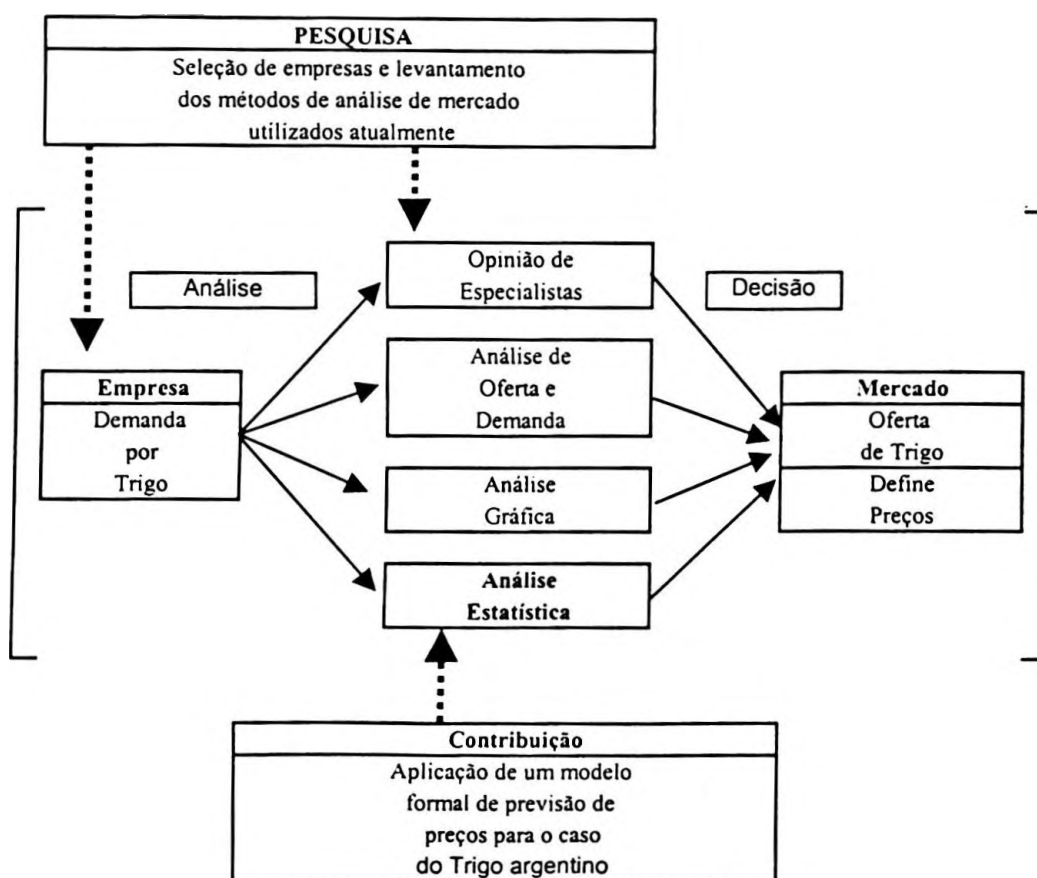 PESQUISA
Seleção de empresas e levantamento
dos métodos de análise de mercado
utilizados atualmente
Análise
Opinião de
Especialistas
Decisão
Empresa
Demanda
por
Trigo
Análise de
Oferta e
Demanda
Análise
Gráfica
Análise
Estatística
Mercado
Oferta
de Trigo
Define
Preços
Contribuição
Aplicação de um modelo
formal de previsão de
preços para o caso
do Trigo argentino